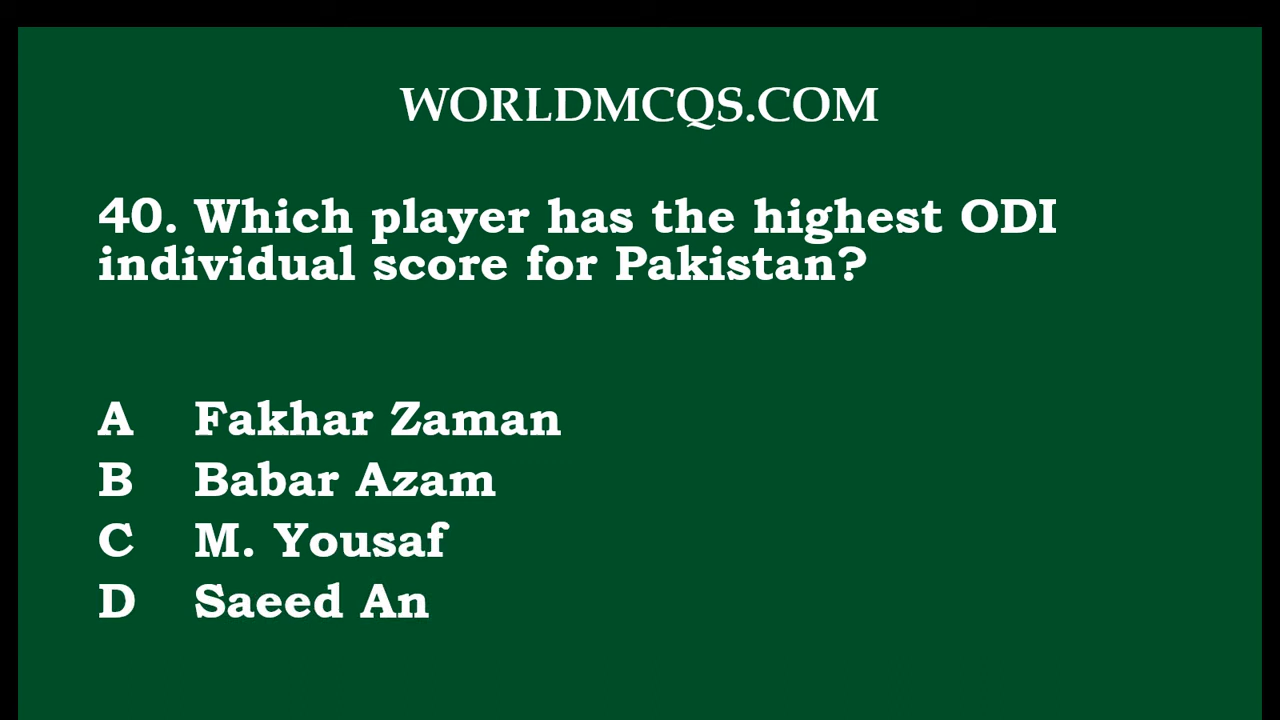 WORLDMCQS.COM
40. Which player has the highest ODI
individual score for Pakistan?
A Fakhar Zaman
B Babar Azam
C M. Yousaf
D Saeed An